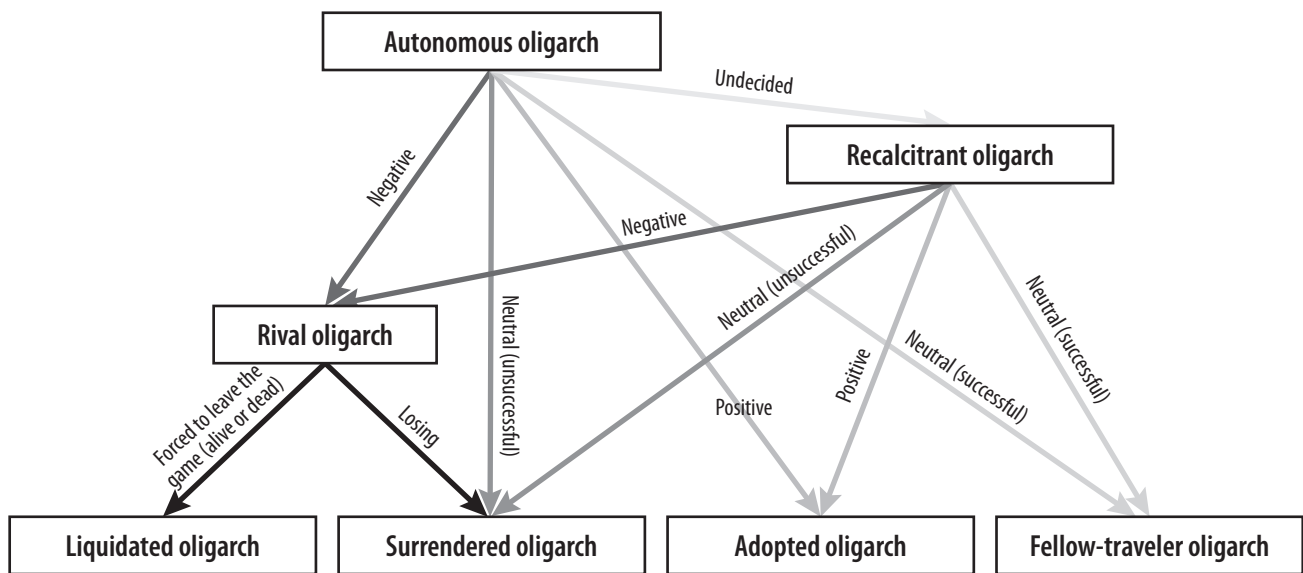 Autonomous oligarch
Undecided
Recalcitrant oligarch
Negative
Negative
Neutral (unsuccessful)
Neutral (successful)
Rival oligarch
Neutral (unsuccessful)
Neutral (successful)
Forced to leave the
game (alive or dead)
Losing
Positive
Positive
Liquidated oligarch
Surrendered oligarch
Adopted oligarch
Fellow-traveler oligarch